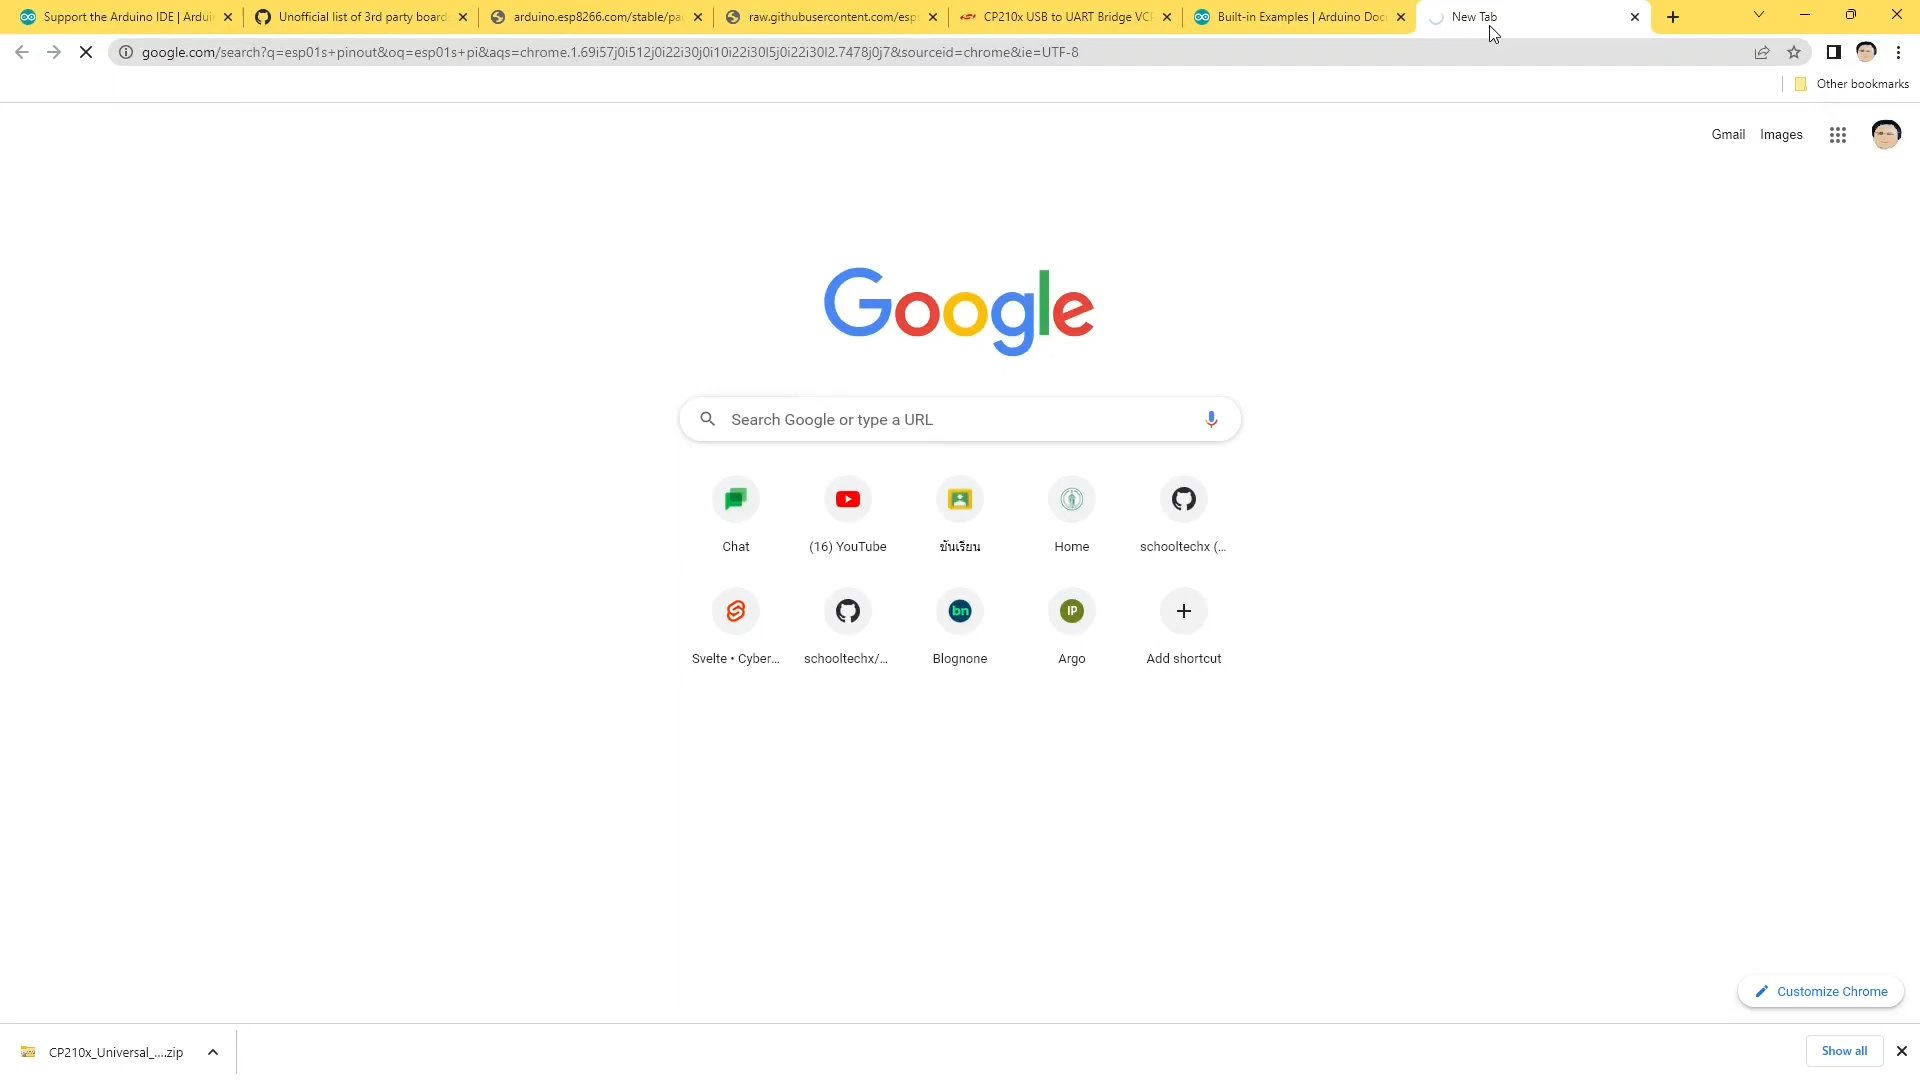 Support the Arduino IDE | Ardui
Unofficial list of 3rd party board
arduino.esp8266.com/stable/pa
raw.githubusercontent.com/esp
CP210x USB to UART Bridge VCP
Built-in Examples | Arduino Doc
New Tab
google.com/search?q=esp01s+pinout&oq=esp01s+pi&aqs=chrome.1.69i57j0i512j0i22i30j0i10i22i30l5j0i22i30l2.7478j0j7&sourceid=chrome&ie=UTF-8
Other bookmarks
Gmail Images
Google
Search Google or type a URL
Chat
(16) YouTube
ชั้นเรียน
Home
schooltechx (...
bn
IP
Svelte • Cyber...
schooltechx/...
Blognone
Argo
Add shortcut
Customize Chrome
CP210x_Universal_....zip
Show all